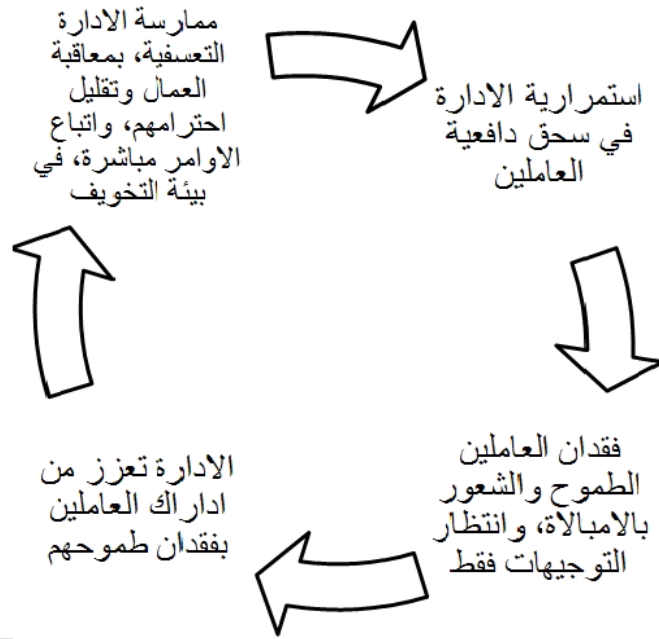 ممارسة الادارة
التعسفية، بمعاقبة
العمال وتقليل
احترامهم، واتباع
الاوامر مباشرة، في
بيئة التخويف
استمرارية الادارة
في سحق دافعية
العاملين
فقدان العاملين
الطموح والشعور
بالامبالاة، وانتظار
التوجيهات فقط
الادارة تعزز من
اداراك العاملين
بفقدان طموحهم